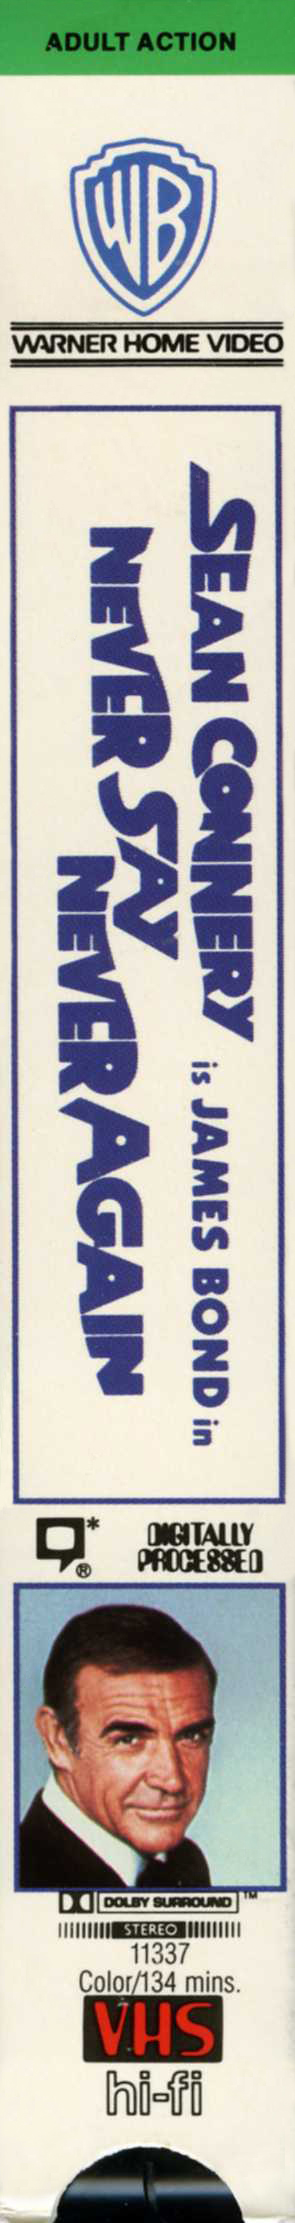 ADULT ACTION
WB
WARNER HOME VIDEO
SEAN CONNERY is JAMES BOND in
NEVER SAY
NEVER AGAIN
*
®
DIGITALLY
PROCESSED
DOLBY SURROUND ™
STEREO
11337
Color/134 mins.
VHS
hi-fi